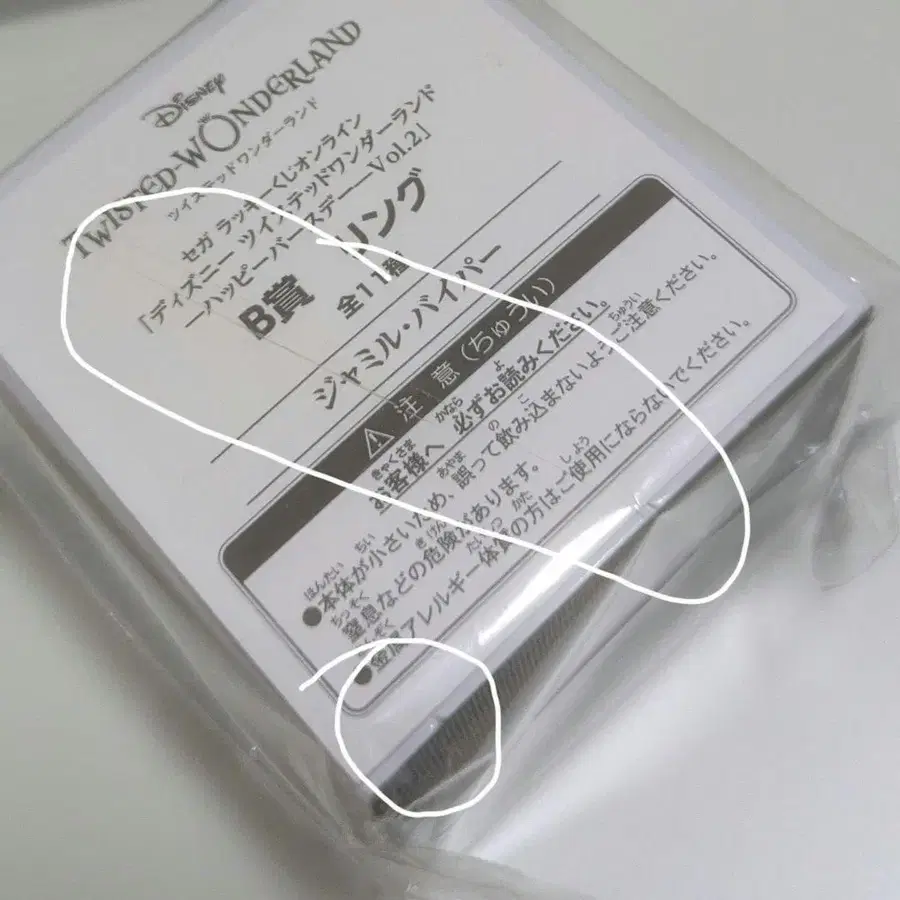 Disney
TWISTED-WONDERLAND
ツイステッドワンダーランド
セガ ラッキーくじオンライン
「ディズニー ツイステッドワンダーランド
ーハッピーバースデーーVol.2」
B賞 リング
全11種
ジャミル・バイパー
注意(ちゅうい)
お客様へ 必ずお読みください。
●本体が小さいため、誤って飲み込まないようご注意ください。
窒息などの危険があります。
●金属アレルギー体質の方はご使用にならないでください。